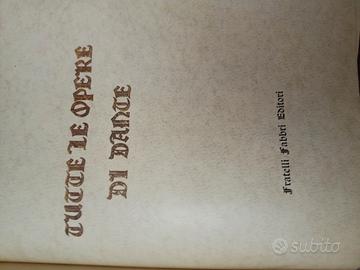 TUTTE LE OPERE
DI DANTE
Fratelli Fabbri Editori
subito